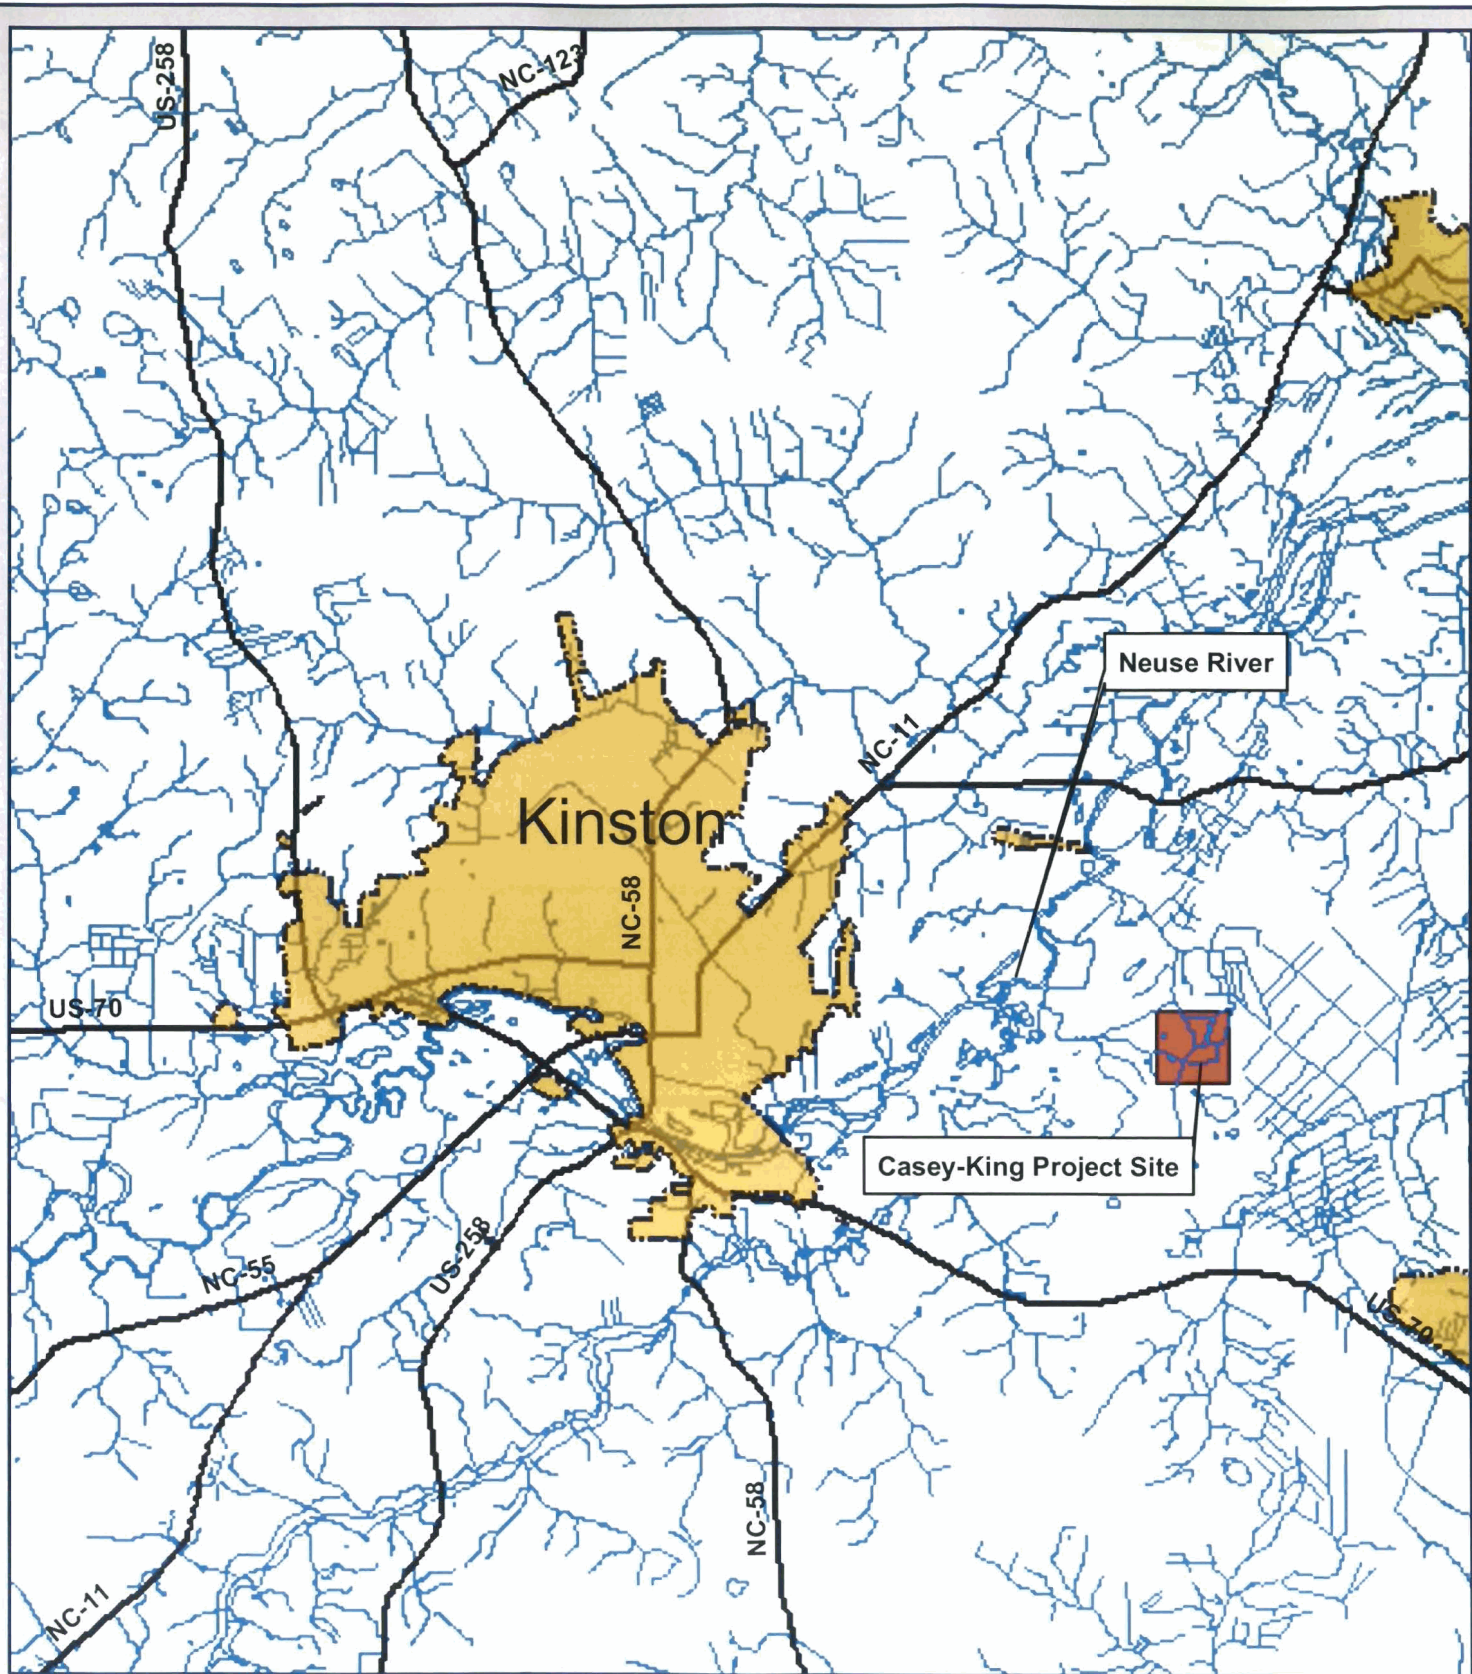 US-258
NC-123
Neuse River
NC-11
Kinston
NC-58
US-70
Casey-King Project Site
NC-55
US-258
US-70
NC-58
NC-11